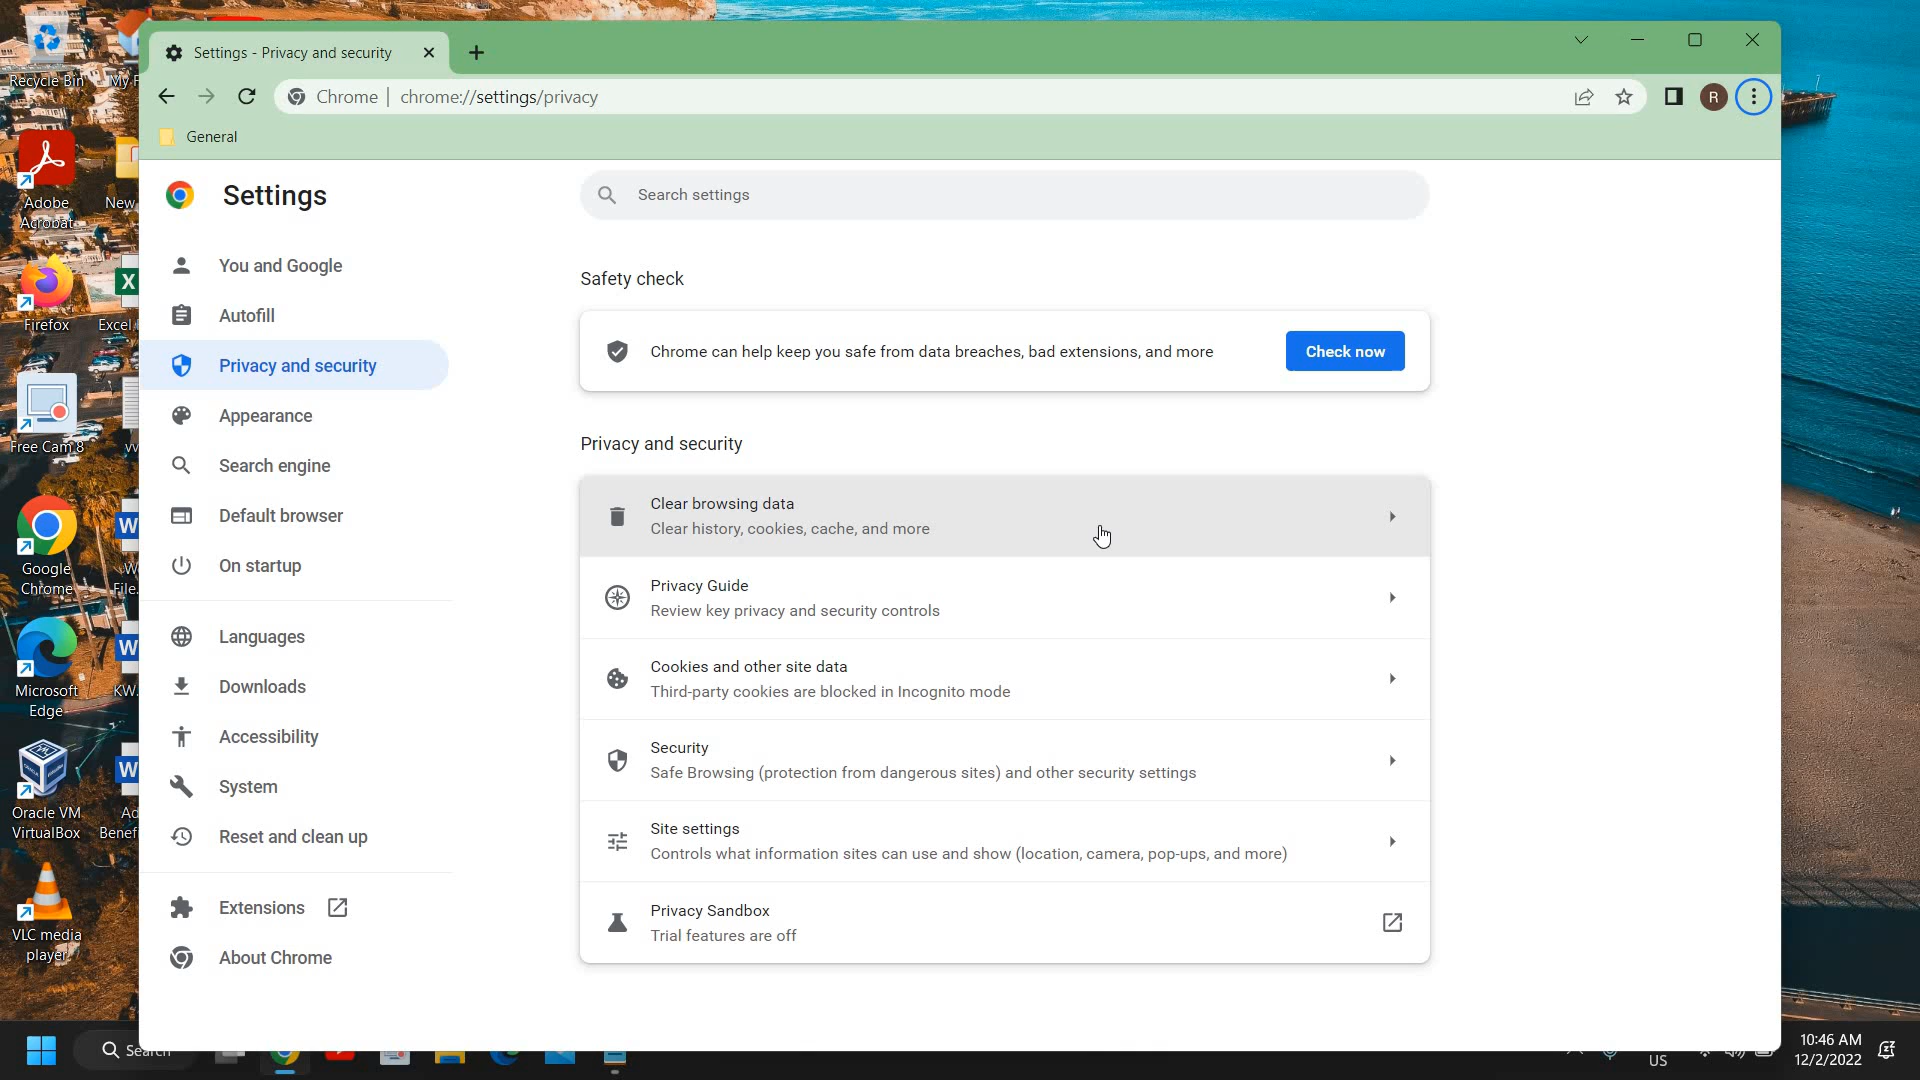 Recycle Bin
Settings - Privacy and security
Chrome
chrome://settings/privacy
R
General
Adobe
Acrobat
New
Firefox
Excel
Free Cam 8
Google
Chrome
File.
Microsoft
Edge
KW.
Oracle VM
VirtualBox
Benef
VLC media
player
Settings
Search settings
You and Google
Autofill
Privacy and security
Appearance
Search engine
Default browser
On startup
Languages
Downloads
Accessibility
System
Reset and clean up
Extensions
About Chrome
Safety check
Chrome can help keep you safe from data breaches, bad extensions, and more
Check now
Privacy and security
Clear browsing data
Clear history, cookies, cache, and more
Privacy Guide
Review key privacy and security controls
Cookies and other site data
Third-party cookies are blocked in Incognito mode
Security
Safe Browsing (protection from dangerous sites) and other security settings
Site settings
Controls what information sites can use and show (location, camera, pop-ups, and more)
Privacy Sandbox
Trial features are off
Search
US
10:46 AM
12/2/2022